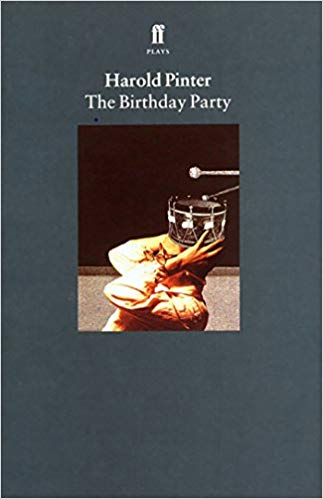 ff
PLAYS
Harold Pinter
The Birthday Party